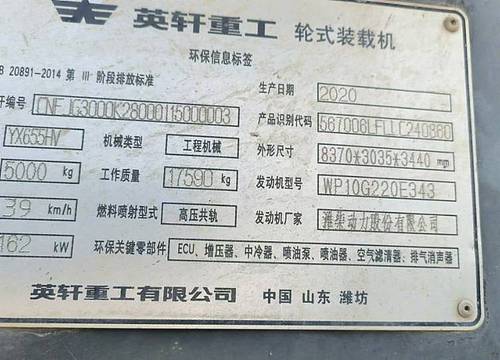 英轩重工 轮式装载机
环保信息标签
B 20891-2014 第 III 阶段排放标准
生产日期 2020
开编号 CNFJG3000K28000115000003 产品识别代码
YX655HV 机械类型 工程机械 外形尺寸 8370×3035×3440 mm
5000 kg 工作质量 17590 kg 发动机型号 WP10G220E343
39 km/h 燃料喷射型式 高压共轨 发动机厂家 潍柴动力股份有限公司
162 kW 环保关键零部件 ECU、增压器、中冷器、喷油泵、喷油器、空气滤清器、排气消声器
英轩重工有限公司 中国 山东 潍坊